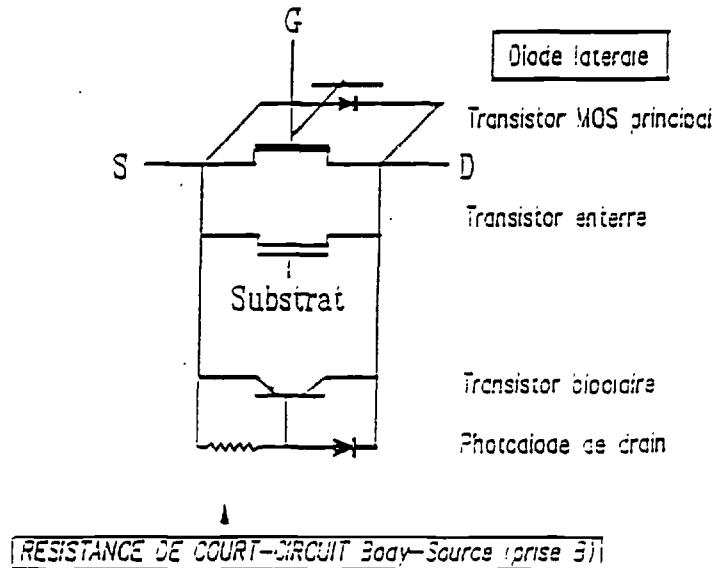 G
Diode laterale
Transistor MOS principal
S
D
Transistor enterre
Substrat
Transistor bipolaire
Photodiode de drain
RESISTANCE DE COURT-CIRCUIT Body-Source (prise B)